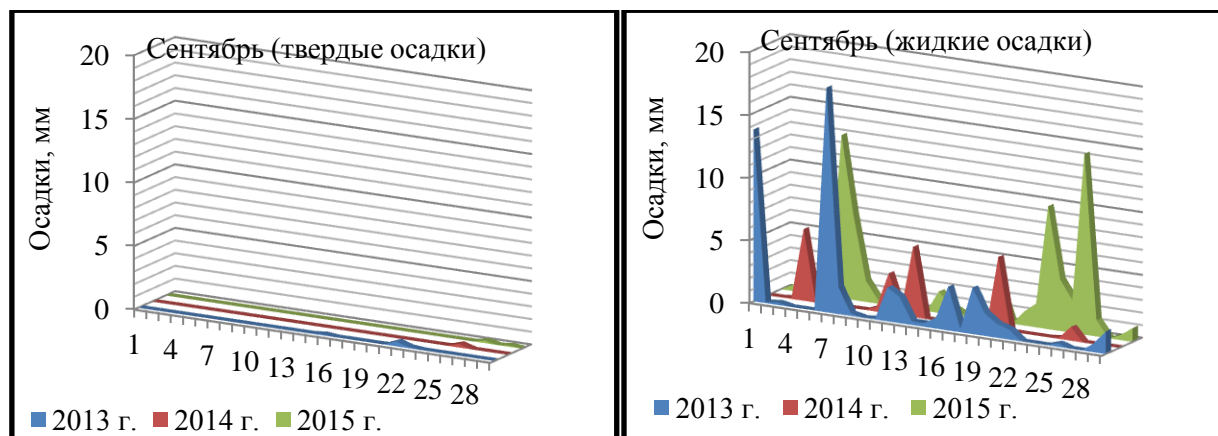 Сентябрь (твердые осадки)
Осадки, мм
20
15
10
5
0
1 4 7 10 13 16 19 22 25 28
2013 г. 2014 г. 2015 г.
Сентябрь (жидкие осадки)
Осадки, мм
20
15
10
5
0
1 4 7 10 13 16 19 22 25 28
2013 г. 2014 г. 2015 г.